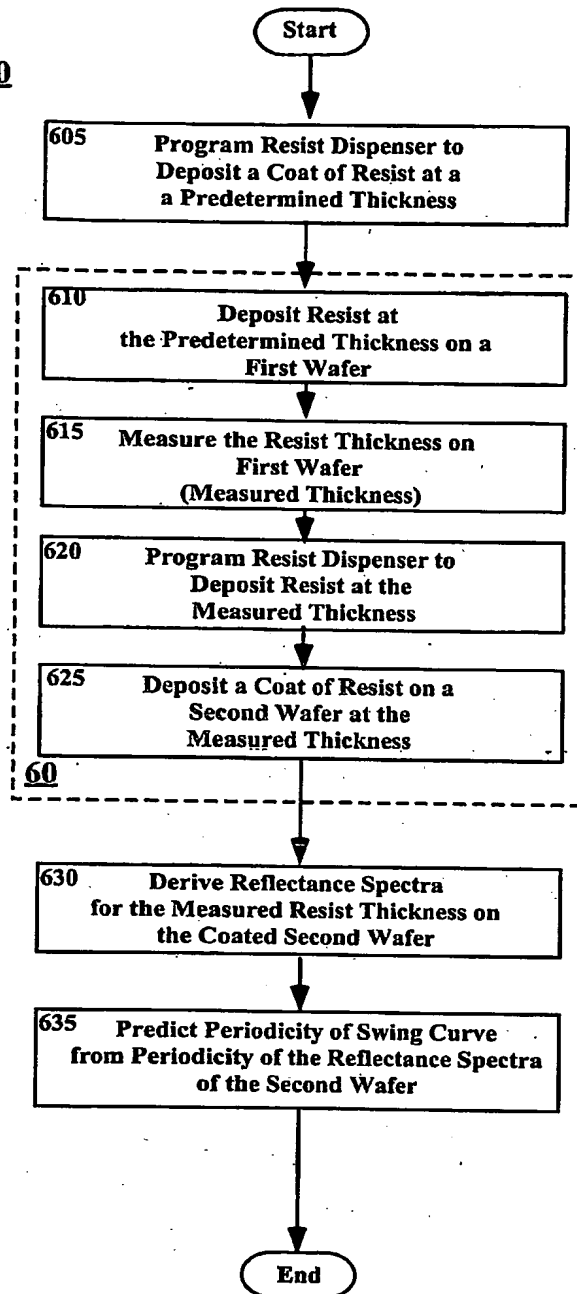 Start
0
605
Program Resist Dispenser to
Deposit a Coat of Resist at a
a Predetermined Thickness
610
Deposit Resist at
the Predetermined Thickness on a
First Wafer
615
Measure the Resist Thickness on
First Wafer
(Measured Thickness)
620
Program Resist Dispenser to
Deposit Resist at the
Measured Thickness
625
Deposit a Coat of Resist on a
Second Wafer at the
Measured Thickness
60
630
Derive Reflectance Spectra
for the Measured Resist Thickness on
the Coated Second Wafer
635
Predict Periodicity of Swing Curve
from Periodicity of the Reflectance Spectra
of the Second Wafer
End